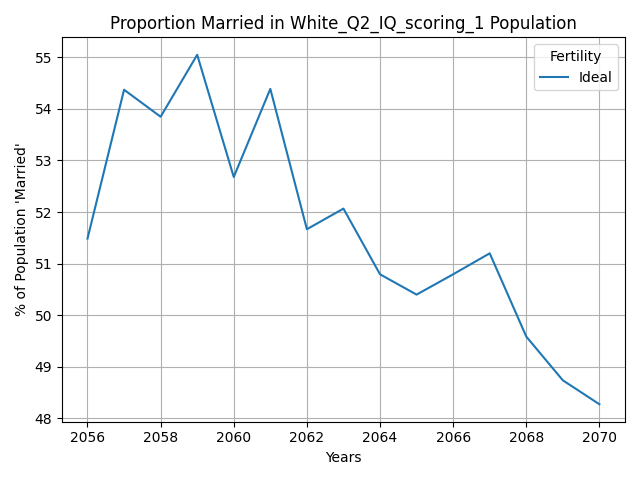 Proportion Married in White_Q2_IQ_scoring_1 Population
Fertility
Ideal
% of Population 'Married'
55
54
53
52
51
50
49
48
2056 2058 2060 2062 2064 2066 2068 2070
Years